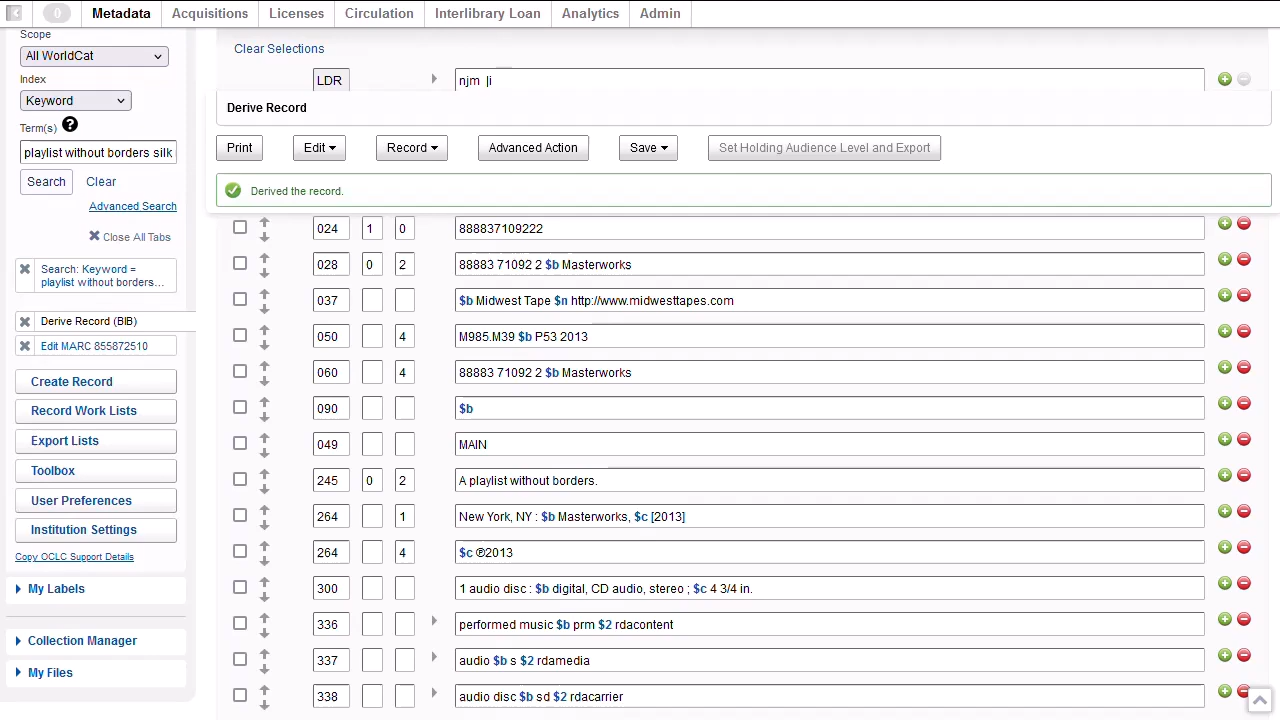 0 Metadata Acquisitions Licenses Circulation Interlibrary Loan Analytics Admin
Scope
All WorldCat
Index
Keyword
Term(s) ?
playlist without borders silk
Search Clear
Advanced Search
Close All Tabs
Search: Keyword =
playlist without borders...
Derive Record (BIB)
Edit MARC 855872510
Create Record
Record Work Lists
Export Lists
Toolbox
User Preferences
Institution Settings
Copy OCLC Support Details
My Labels
Collection Manager
My Files
Clear Selections
LDR njm |i
Derive Record
Print Edit Record Advanced Action Save Set Holding Audience Level and Export
Derived the record.
024 1 0 888837109222
028 0 2 88883 71092 2 $b Masterworks
037 $b Midwest Tape $n http://www.midwesttapes.com
050 4 M985.M39 $b P53 2013
060 4 88883 71092 2 $b Masterworks
090 $b
049 MAIN
245 0 2 A playlist without borders.
264 1 New York, NY : $b Masterworks, $c [2013]
264 4 $c ℗2013
300 1 audio disc : $b digital, CD audio, stereo ; $c 4 3/4 in.
336 performed music $b prm $2 rdacontent
337 audio $b s $2 rdamedia
338 audio disc $b sd $2 rdacarrier